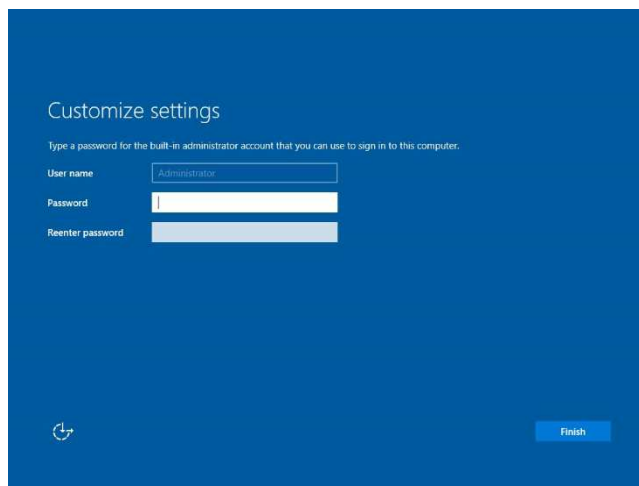 Customize settings
Type a password for the built-in administrator account that you can use to sign in to this computer.
User name Administrator
Password
Reenter password
Finish